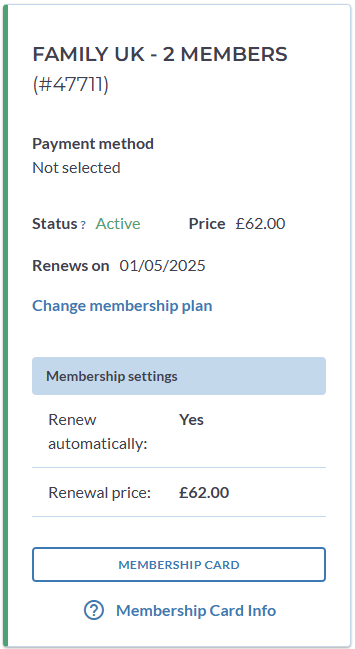 FAMILY UK - 2 MEMBERS
(#47711)
Payment method
Not selected
Status ? Active Price £62.00
Renews on 01/05/2025
Change membership plan
Membership settings
Renew Yes
automatically:
Renewal price: £62.00
MEMBERSHIP CARD
? Membership Card Info